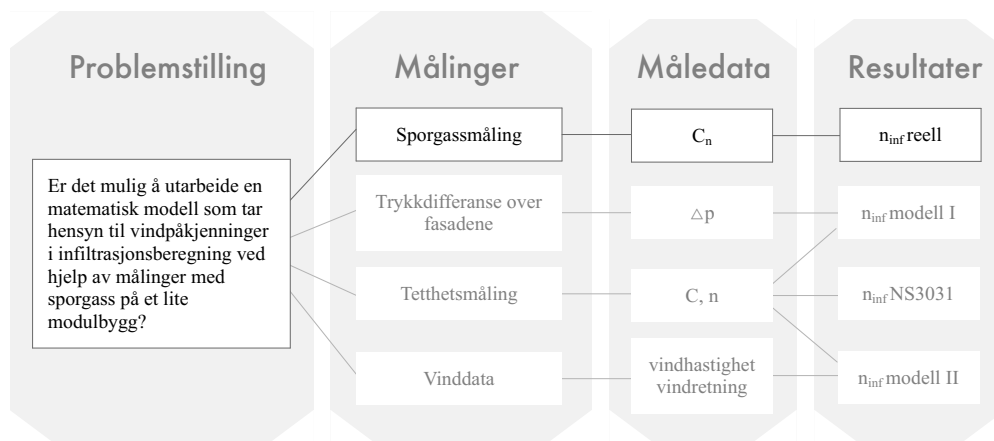 Problemstilling
Målinger
Måledata
Resultater
Er det mulig å utarbeide en
matematisk modell som tar
hensyn til vindpåkjenninger
i infiltrasjonsberegning ved
hjelp av målinger med
sporgass på et lite
modulbygg?
Sporgassmåling
Cn
ninf reell
Trykkdifferanse over
fasadene
△p
ninf modell I
Tetthetsmåling
C, n
ninf NS3031
Vinddata
vindhastighet
vindretning
ninf modell II